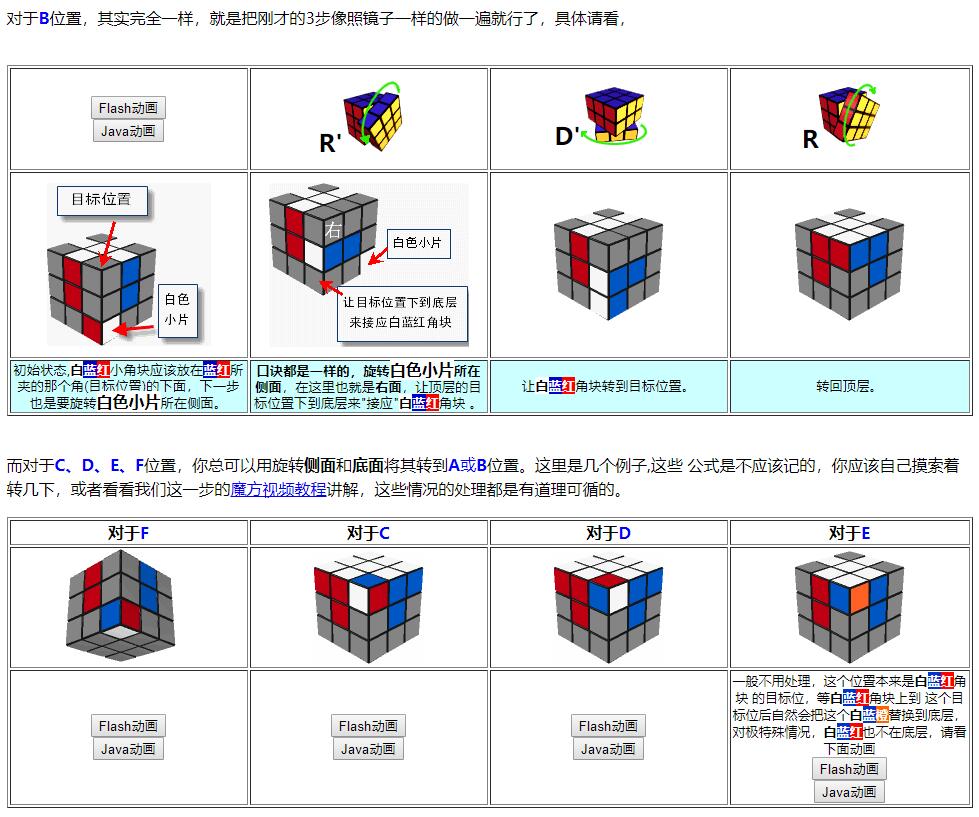 对于B位置，其实完全一样，就是把刚才的3步像照镜子一样的做一遍就行了，具体请看，
Flash动画
Java动画
R'
D'
R
目标位置
白色
小片
右
白色小片
让目标位置下到底层
来接应白蓝红角块
初始状态,白蓝红小角块应该放在蓝红所
夹的那个角(目标位置)的下面，下一步
也是要旋转白色小片所在侧面。
口诀都是一样的，旋转白色小片所在
侧面，在这里也就是右面，让顶层的目
标位置下到底层来"接应"白蓝红角块 。
让白蓝红角块转到目标位置。
转回顶层。
而对于C、D、E、F位置，你总可以用旋转侧面和底面将其转到A或B位置。这里是几个例子,这些 公式是不应该记的，你应该自己摸索着
转几下，或者看看我们这一步的魔方视频教程讲解，这些情况的处理都是有道理可循的。
对于F
对于C
对于D
对于E
Flash动画
Java动画
Flash动画
Java动画
Flash动画
Java动画
一般不用处理，这个位置本来是白蓝红角
块 的目标位，等白蓝红角块上到 这个目
标位后自然会把这个白蓝橙替换到底层，
对极特殊情况，白蓝红也不在底层，请看
下面动画
Flash动画
Java动画